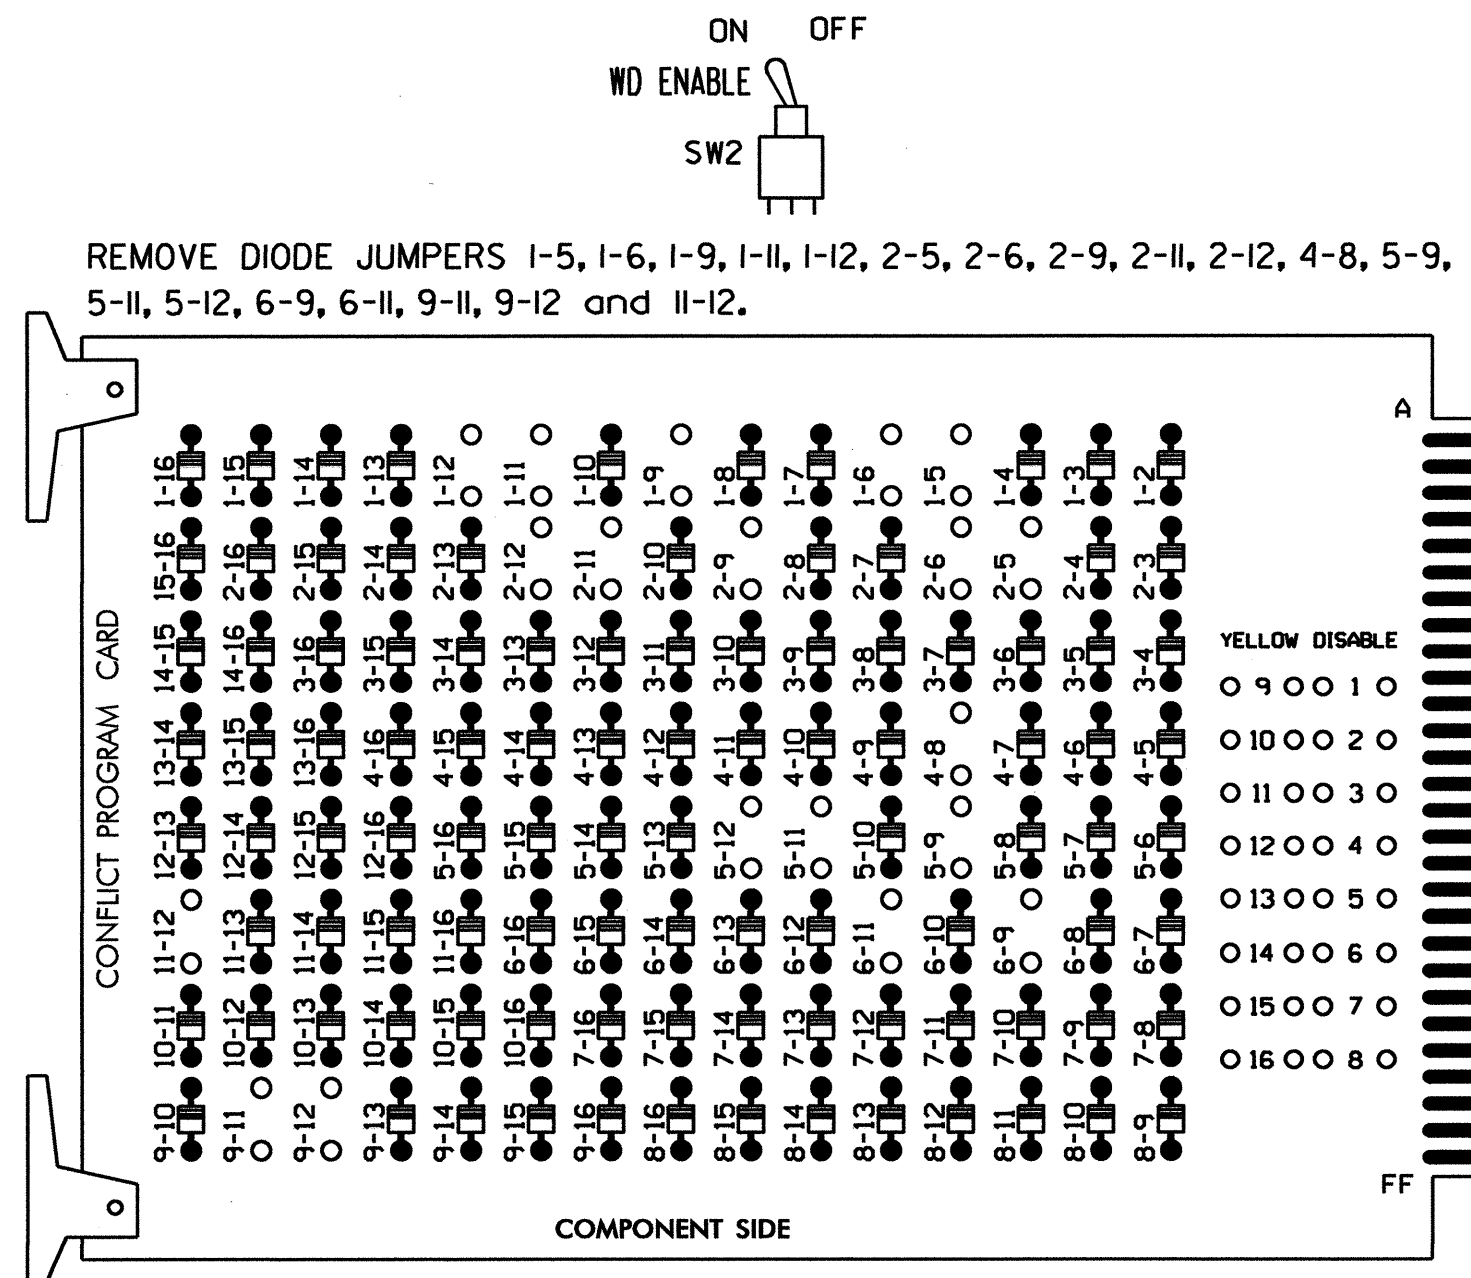 ON OFF
WD ENABLE
SW2
REMOVE DIODE JUMPERS 1-5, 1-6, 1-9, 1-11, 1-12, 2-5, 2-6, 2-9, 2-11, 2-12, 4-8, 5-9,
5-11, 5-12, 6-9, 6-11, 9-11, 9-12 and 11-12.
A
1-16 1-15 1-14 1-13 1-12 1-11 1-10 1-9 1-8 1-7 1-6 1-5 1-4 1-3 1-2
15-16 2-16 2-15 2-14 2-13 2-12 2-11 2-10 2-9 2-8 2-7 2-6 2-5 2-4 2-3
14-15 14-16 3-16 3-15 3-14 3-13 3-12 3-11 3-10 3-9 3-8 3-7 3-6 3-5 3-4
13-14 13-15 13-16 4-16 4-15 4-14 4-13 4-12 4-11 4-10 4-9 4-8 4-7 4-6 4-5
12-13 12-14 12-15 12-16 5-16 5-15 5-14 5-13 5-12 5-11 5-10 5-9 5-8 5-7 5-6
11-12 11-13 11-14 11-15 11-16 6-16 6-15 6-14 6-13 6-12 6-11 6-10 6-9 6-8 6-7
10-11 10-12 10-13 10-14 10-15 10-16 7-16 7-15 7-14 7-13 7-12 7-11 7-10 7-9 7-8
9-10 9-11 9-12 9-13 9-14 9-15 9-16 8-16 8-15 8-14 8-13 8-12 8-11 8-10 8-9
CONFLICT PROGRAM CARD
YELLOW DISABLE
9 1
10 2
11 3
12 4
13 5
14 6
15 7
16 8
FF
COMPONENT SIDE